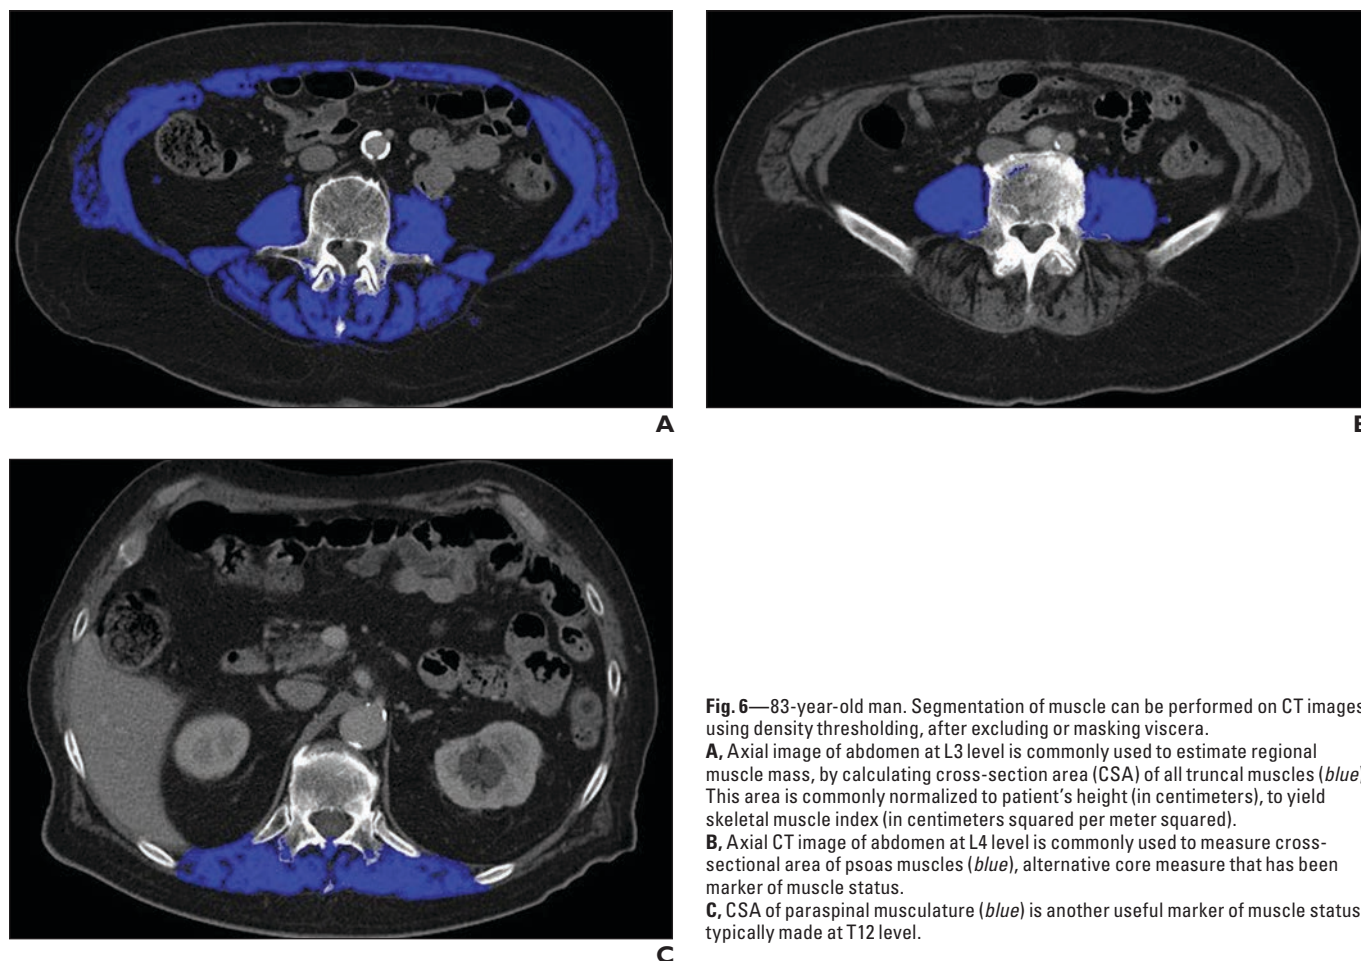 A
B
C
Fig. 6—83-year-old man. Segmentation of muscle can be performed on CT images
using density thresholding, after excluding or masking viscera.
A, Axial image of abdomen at L3 level is commonly used to estimate regional
muscle mass, by calculating cross-section area (CSA) of all truncal muscles (blue
This area is commonly normalized to patient's height (in centimeters), to yield
skeletal muscle index (in centimeters squared per meter squared).
B, Axial CT image of abdomen at L4 level is commonly used to measure cross-
sectional area of psoas muscles (blue), alternative core measure that has been
marker of muscle status.
C, CSA of paraspinal musculature (blue) is another useful marker of muscle status
typically made at T12 level.